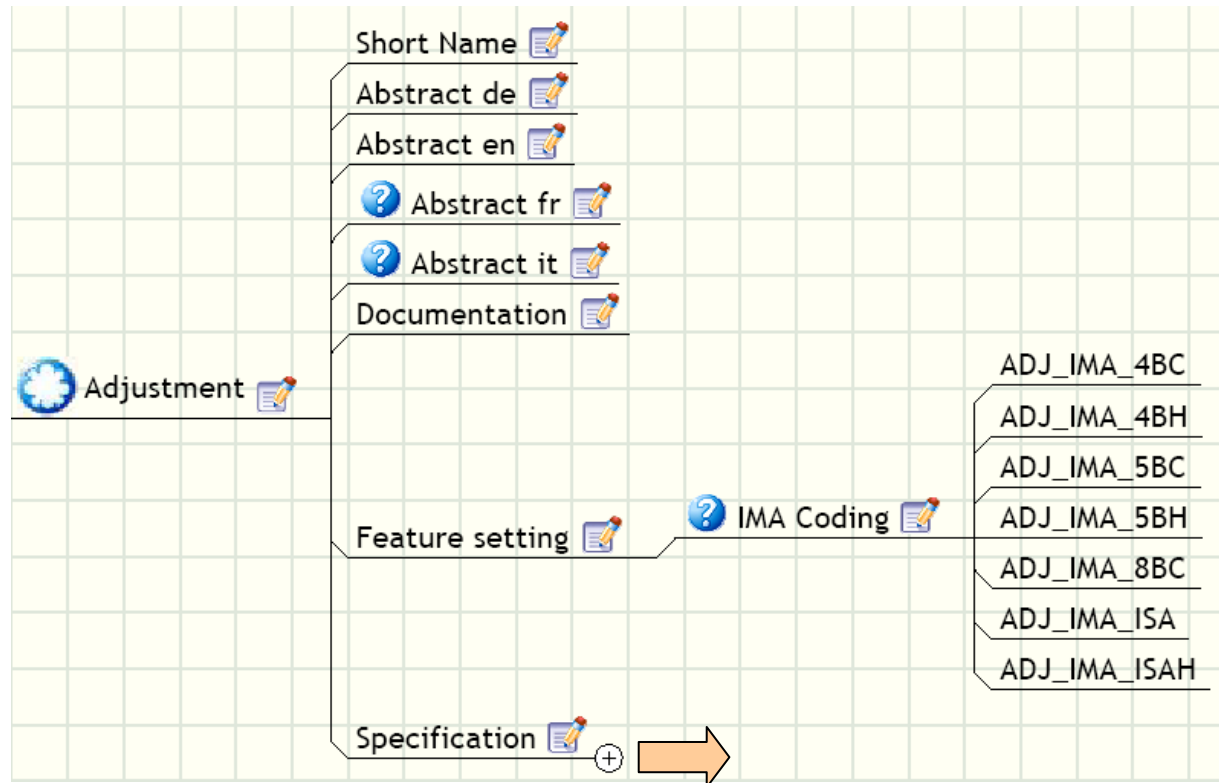 Short Name
Abstract de
Abstract en
Abstract fr
Abstract it
Documentation
Adjustment
Feature setting
IMA Coding
ADJ_IMA_4BC
ADJ_IMA_4BH
ADJ_IMA_5BC
ADJ_IMA_5BH
ADJ_IMA_8BC
ADJ_IMA_ISA
ADJ_IMA_ISAH
Specification